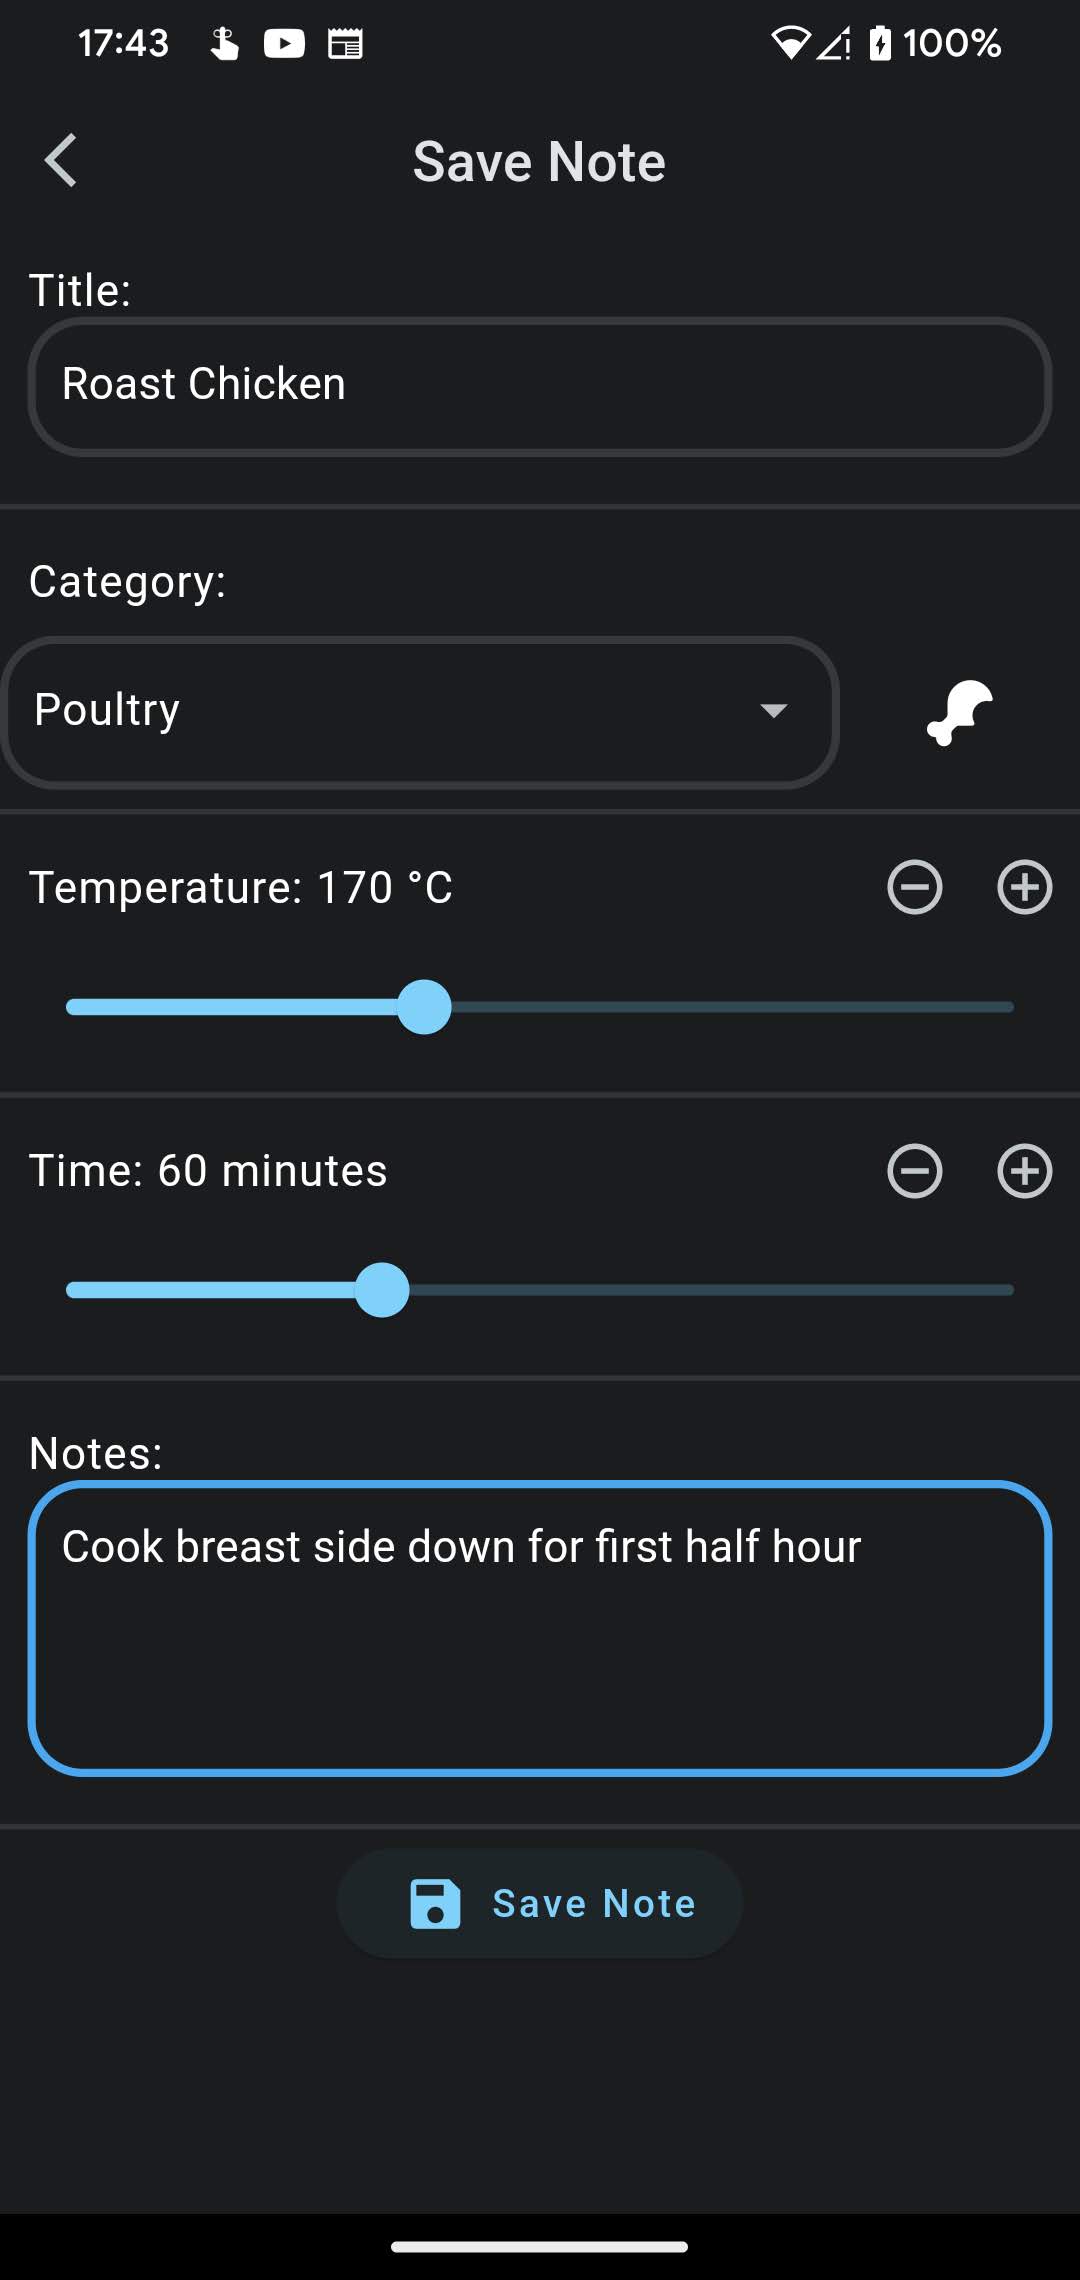 17:43
100%
Save Note
Title:
Roast Chicken
Category:
Poultry
Temperature: 170 °C
Time: 60 minutes
Notes:
Cook breast side down for first half hour
Save Note